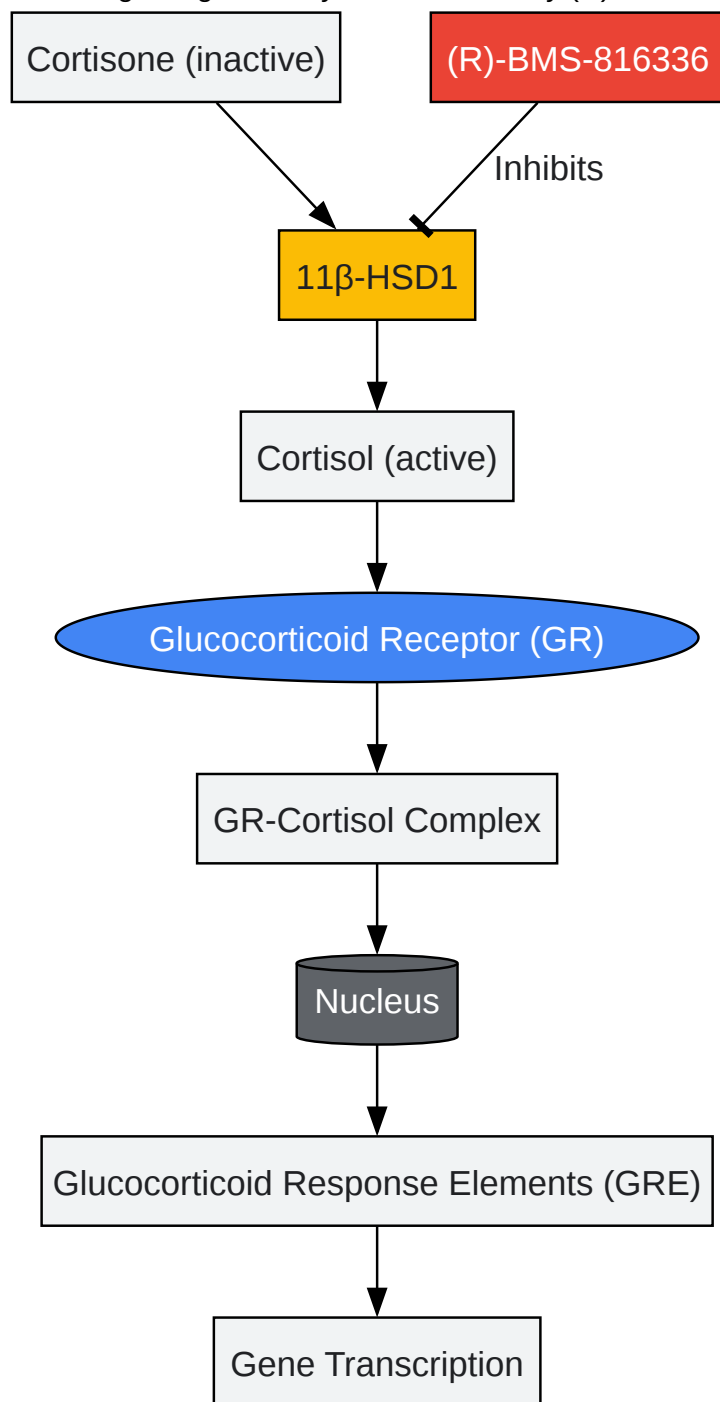 Cortisone (inactive)
(R)-BMS-816336
Inhibits
11β-HSD1
Cortisol (active)
Glucocorticoid Receptor (GR)
GR-Cortisol Complex
Nucleus
Glucocorticoid Response Elements (GRE)
Gene Transcription